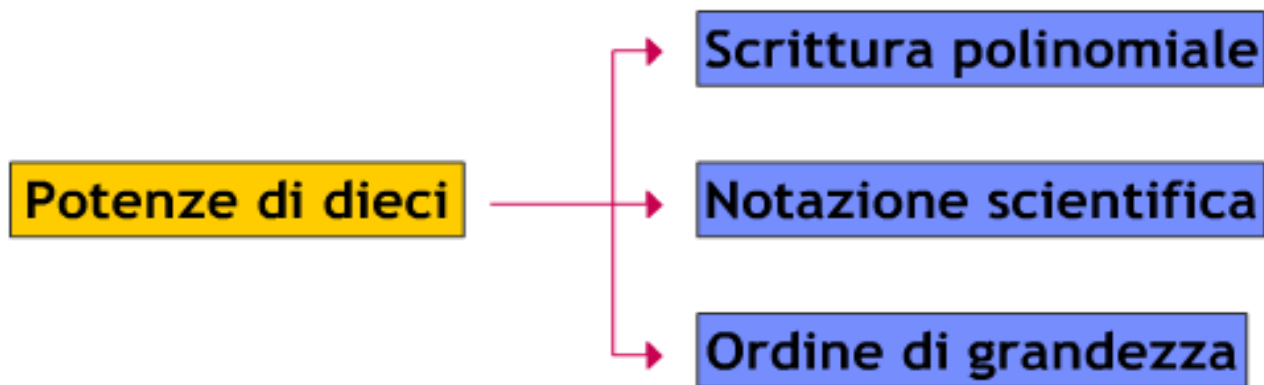 Scrittura polinomiale
Potenze di dieci
Notazione scientifica
Ordine di grandezza